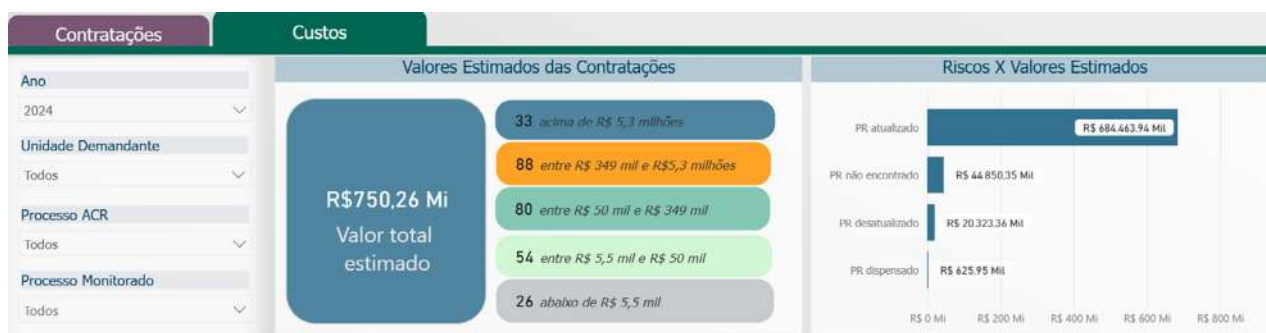 Contratações
Custos
Ano
2024
Unidade Demandante
Todos
Processo ACR
Todos
Processo Monitorado
Todos
Valores Estimados das Contratações
R$750,26 Mi
Valor total
estimado
33 acima de R$ 5,3 milhões
88 entre R$ 349 mil e R$5,3 milhões
80 entre R$ 50 mil e R$ 349 mil
54 entre R$ 5,5 mil e R$ 50 mil
26 abaixo de R$ 5,5 mil
Riscos X Valores Estimados
PR atualizado
R$ 684.463,94 Mil
PR não encontrado
R$ 44.850,35 Mil
PR desatualizado
R$ 20.323,36 Mil
PR dispensado
R$ 625,95 Mil
R$ 0 Mi
R$ 200 Mi
R$ 400 Mi
R$ 600 Mi
R$ 800 Mi